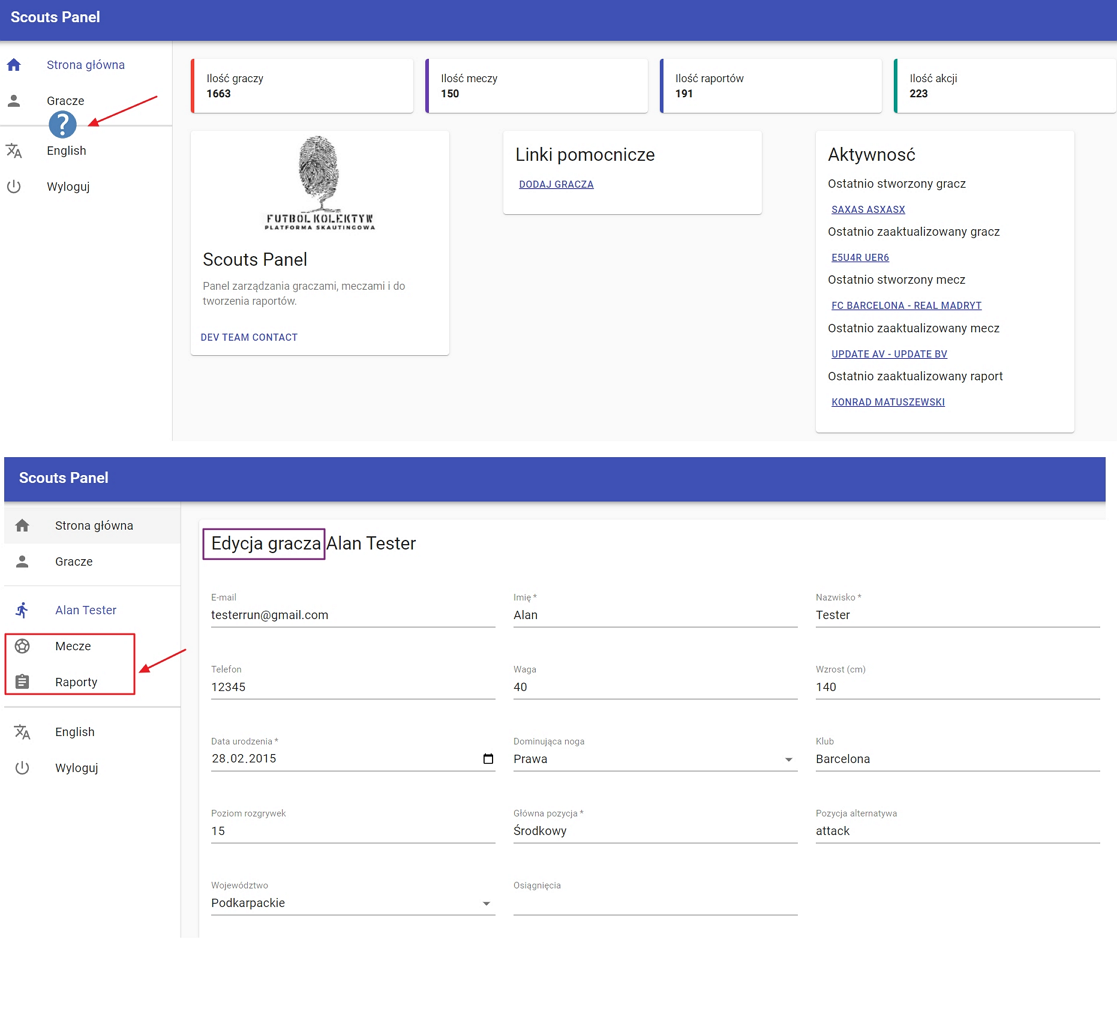 Scouts Panel
Strona główna
Gracze
?
English
Wyloguj
Ilość graczy
1663
Ilość meczy
150
Ilość raportów
191
Ilość akcji
223
FUTBOL KOLEKTYW
PLATFORMA SKAUTINGOWA
Scouts Panel
Panel zarządzania graczami, meczami i do
tworzenia raportów.
DEV TEAM CONTACT
Linki pomocnicze
DODAJ GRACZA
Aktywnosć
Ostatnio stworzony gracz
SAXAS ASXASX
Ostatnio zaaktualizowany gracz
E5U4R UER6
Ostatnio stworzony mecz
FC BARCELONA - REAL MADRYT
Ostatnio zaaktualizowany mecz
UPDATE AV - UPDATE BV
Ostatnio zaaktualizowany raport
KONRAD MATUSZEWSKI
Scouts Panel
Strona główna
Gracze
Alan Tester
Mecze
Raporty
English
Wyloguj
Edycja gracza Alan Tester
E-mail
testerrun@gmail.com
Imię *
Alan
Nazwisko *
Tester
Telefon
12345
Waga
40
Wzrost (cm)
140
Data urodzenia *
28.02.2015
Dominująca noga
Prawa
Klub
Barcelona
Poziom rozgrywek
15
Główna pozycja *
Środkowy
Pozycja alternatywa
attack
Województwo
Podkarpackie
Osiągnięcia